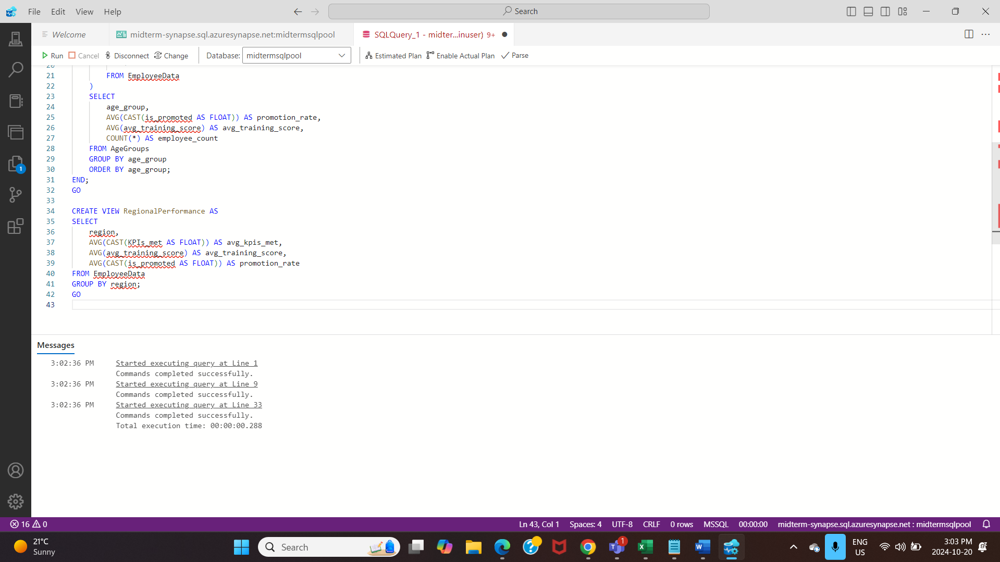 File Edit View Help
Search
Welcome
midterm-synapse.sql.azuresynapse.net:midtermsqlpool
SQLQuery_1 - midter...inuser) 9+
Run Cancel Disconnect Change Database: midtermsqlpool Estimated Plan Enable Actual Plan Parse
20
21 FROM EmployeeData
22 )
23 SELECT
24 age_group,
25 AVG(CAST(is_promoted AS FLOAT)) AS promotion_rate,
26 AVG(avg_training_score) AS avg_training_score,
27 COUNT(*) AS employee_count
28 FROM AgeGroups
29 GROUP BY age_group
30 ORDER BY age_group;
31 END;
32 GO
33
34 CREATE VIEW RegionalPerformance AS
35 SELECT
36 region,
37 AVG(CAST(KPIs_met AS FLOAT)) AS avg_kpis_met,
38 AVG(avg_training_score) AS avg_training_score,
39 AVG(CAST(is_promoted AS FLOAT)) AS promotion_rate
40 FROM EmployeeData
41 GROUP BY region;
42 GO
43
Messages
3:02:36 PM Started executing query at Line 1
Commands completed successfully.
3:02:36 PM Started executing query at Line 9
Commands completed successfully.
3:02:36 PM Started executing query at Line 33
Commands completed successfully.
Total execution time: 00:00:00.288
1
16 0
Ln 43, Col 1 Spaces: 4 UTF-8 CRLF 0 rows MSSQL 00:00:00 midterm-synapse.sql.azuresynapse.net : midtermsqlpool
21°C
Sunny
Search
1
ENG
US
3:03 PM
2024-10-20